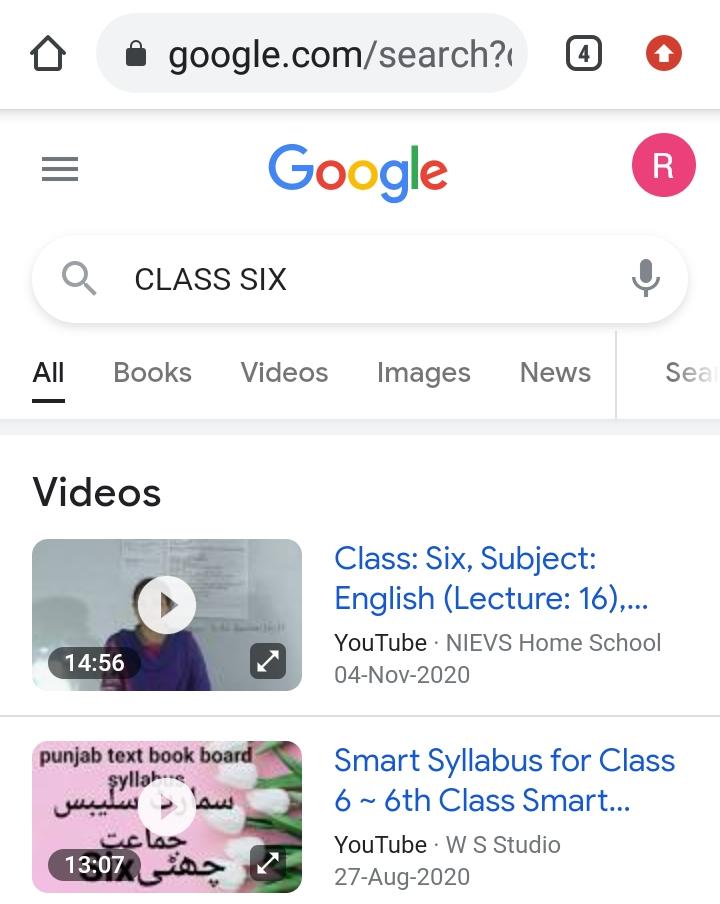 google.com/search?
4
Google
R
CLASS SIX
All Books Videos Images News Sea
Videos
Class: Six, Subject:
English (Lecture: 16),...
YouTube · NIEVS Home School
04-Nov-2020
14:56
punjab text book board
syllabus
سمارٹ سلیبس
جماعت
چھٹی Six
13:07
Smart Syllabus for Class
6 ~ 6th Class Smart...
YouTube · W S Studio
27-Aug-2020